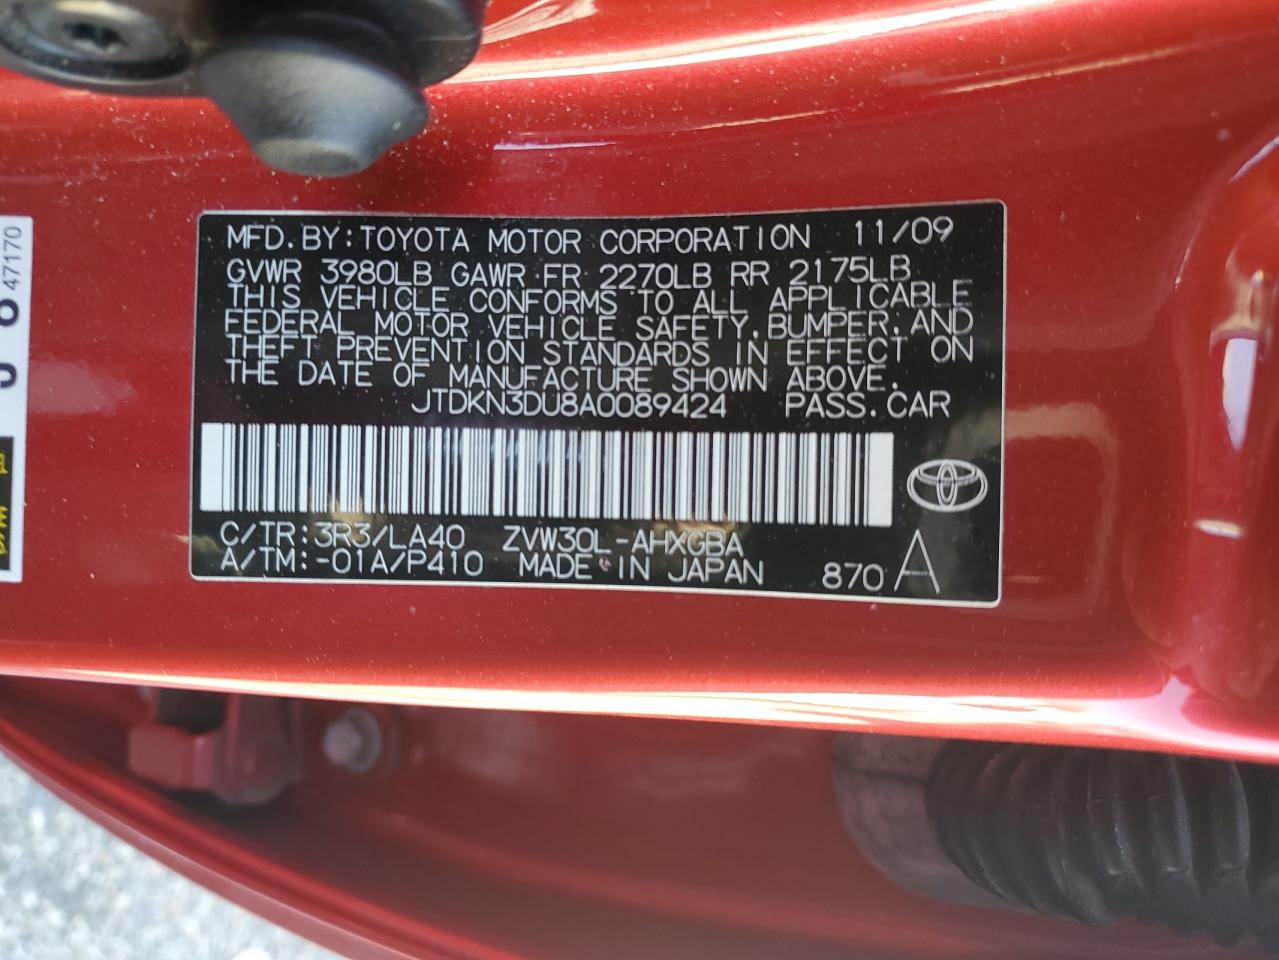 MFD.BY:TOYOTA MOTOR CORPORATION 11/09
GVWR 3980LB GAWR FR 2270LB RR 2175LB
THIS VEHICLE CONFORMS TO ALL APPLICABLE
FEDERAL MOTOR VEHICLE SAFETY,BUMPER,AND
THEFT PREVENTION STANDARDS IN EFFECT ON
THE DATE OF MANUFACTURE SHOWN ABOVE.
JTDKN3DU8A0089424 PASS.CAR
C/TR:3R3/LA40 ZVW30L-AHXGBA
A/TM:-01A/P410 MADE IN JAPAN 870 A
47170